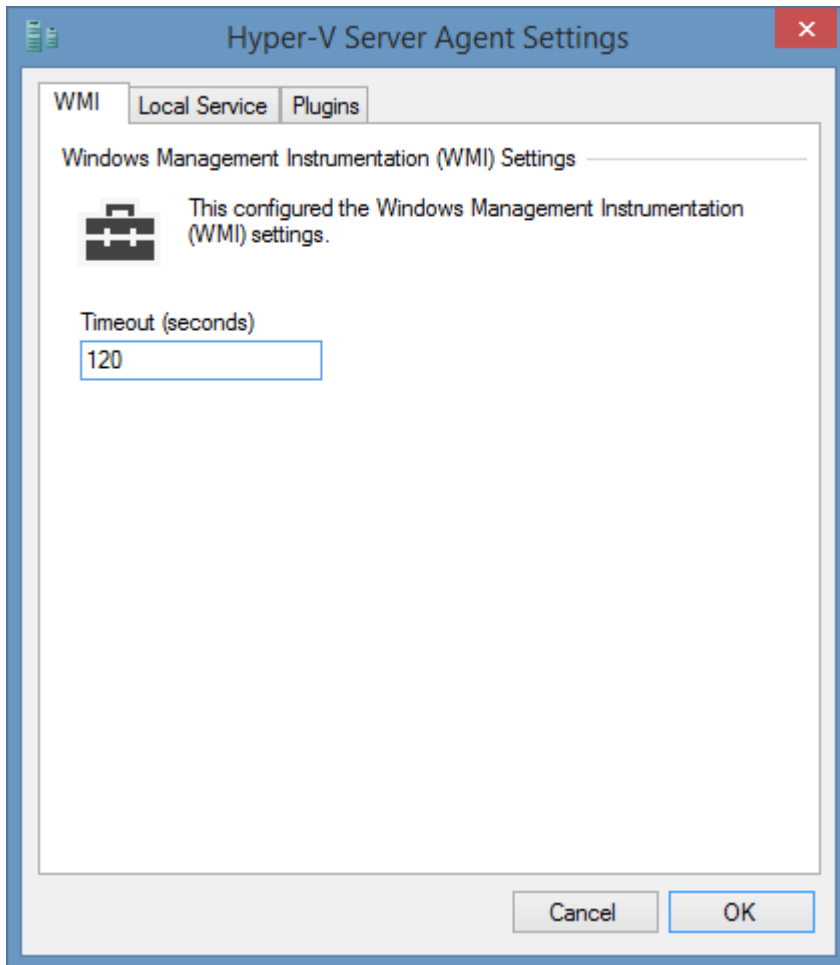 Hyper-V Server Agent Settings
WMI
Local Service
Plugins
Windows Management Instrumentation (WMI) Settings
This configured the Windows Management Instrumentation
(WMI) settings.
Timeout (seconds)
120
Cancel
OK